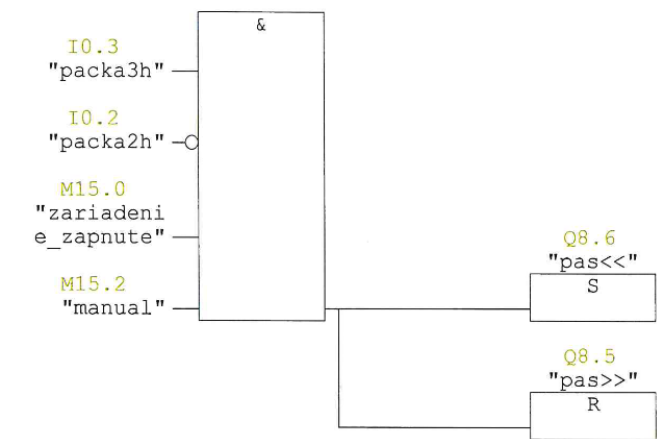 &
I0.3
"packa3h"
I0.2
"packa2h"
M15.0
"zariadeni
e_zapnute"
M15.2
"manual"
Q8.6
"pas<<"
S
Q8.5
"pas>>"
R